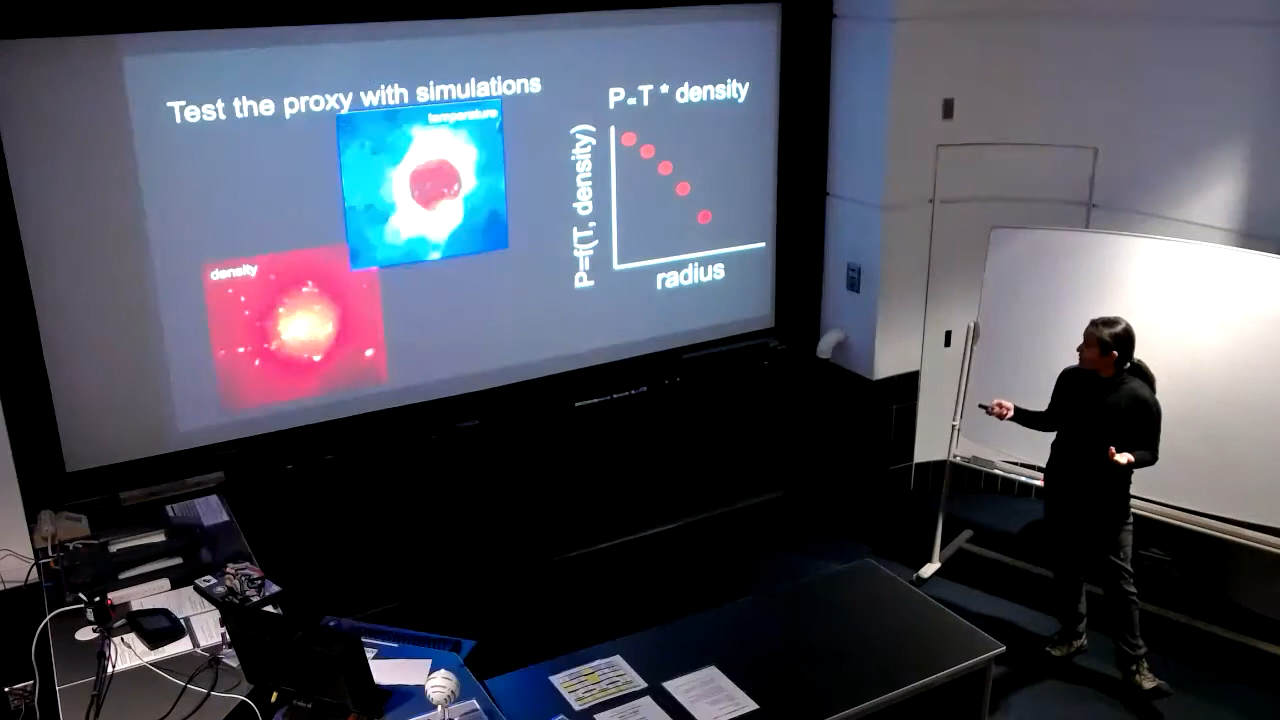 Test the proxy with simulations
temperature
density
P~T * density
P=f(T, density)
radius